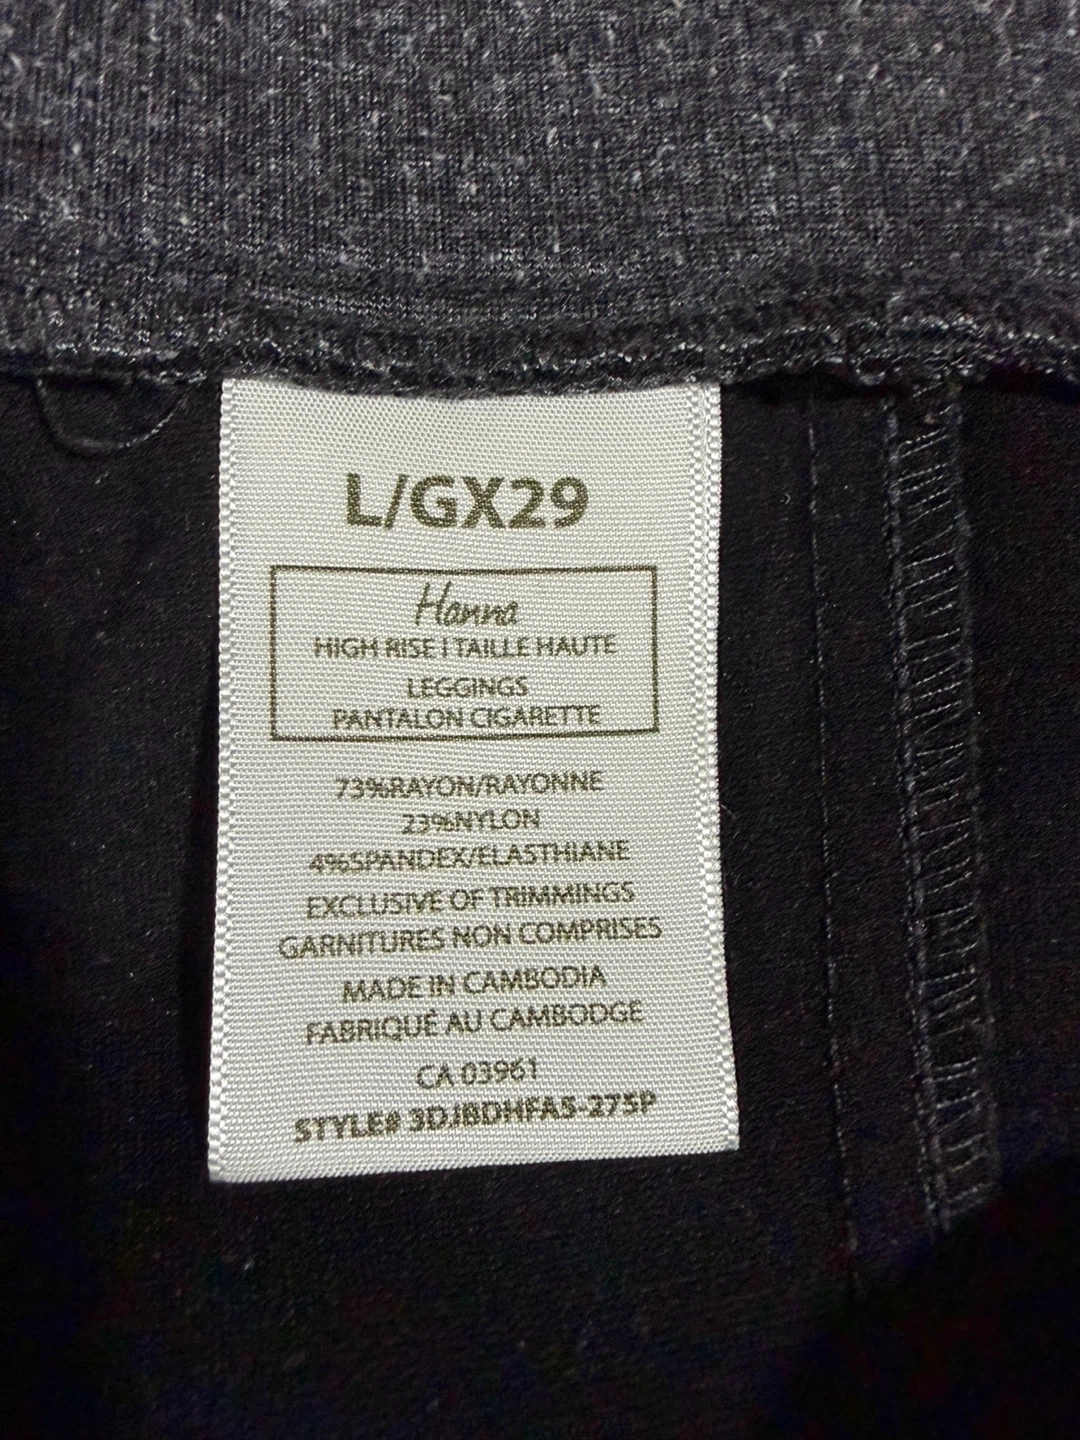 L/GX29
Hanna
HIGH RISE | TAILLE HAUTE
LEGGINGS
PANTALON CIGARETTE
73%RAYON/RAYONNE
23%NYLON
4%SPANDEX/ELASTHIANE
EXCLUSIVE OF TRIMMINGS
GARNITURES NON COMPRISES
MADE IN CAMBODIA
FABRIQUÉ AU CAMBODGE
CA 03961
STYLE# 3DJBDHFA5-275P